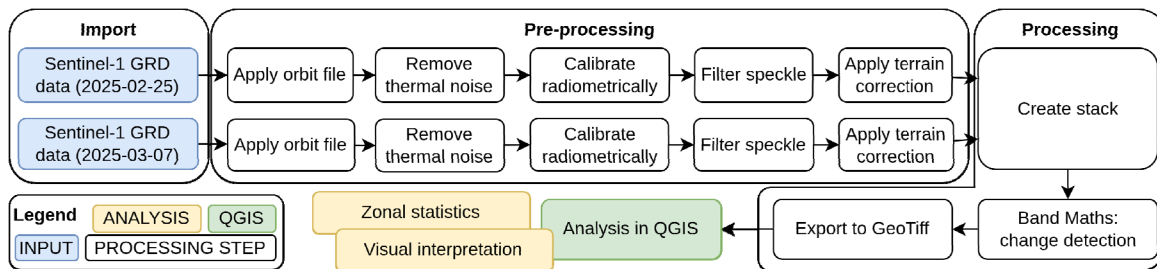 Import
Pre-processing
Processing
Sentinel-1 GRD
data (2025-02-25)
Apply orbit file
Remove
thermal noise
Calibrate
radiometrically
Filter speckle
Apply terrain
correction
Create stack
Sentinel-1 GRD
data (2025-03-07)
Apply orbit file
Remove
thermal noise
Calibrate
radiometrically
Filter speckle
Apply terrain
correction
Band Maths:
change detection
Export to GeoTiff
Analysis in QGIS
Zonal statistics
Visual interpretation
Legend
ANALYSIS
QGIS
INPUT
PROCESSING STEP